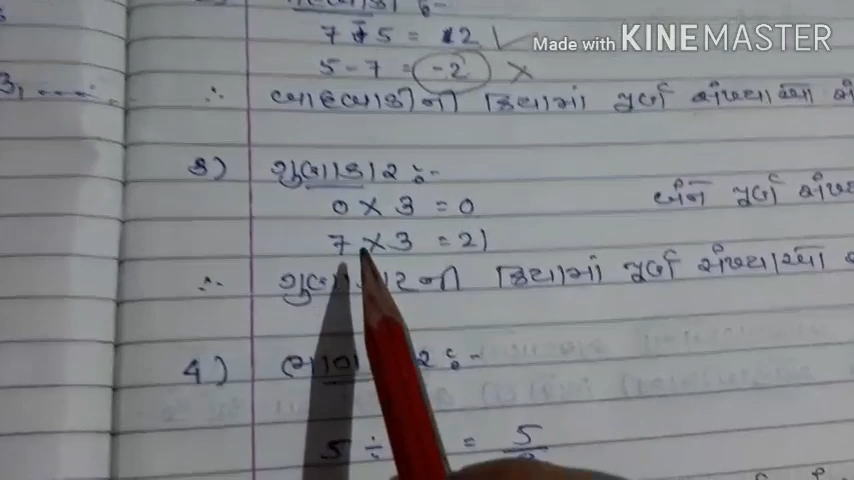 7 - 5 = 2 ✓
Made with KINEMASTER
5 - 7 = -2 ✗
3, ......
∴ બાદબાકીની ક્રિયામાં પૂર્ણ સંખ્યાઓ
3) ગુણાકાર :-
0 × 3 = 0 બંને પૂર્ણ
7 × 3 = 21
∴ ક્રિયામાં પૂર્ણ સંખ્યાઓ
4)
5 ÷ = 5